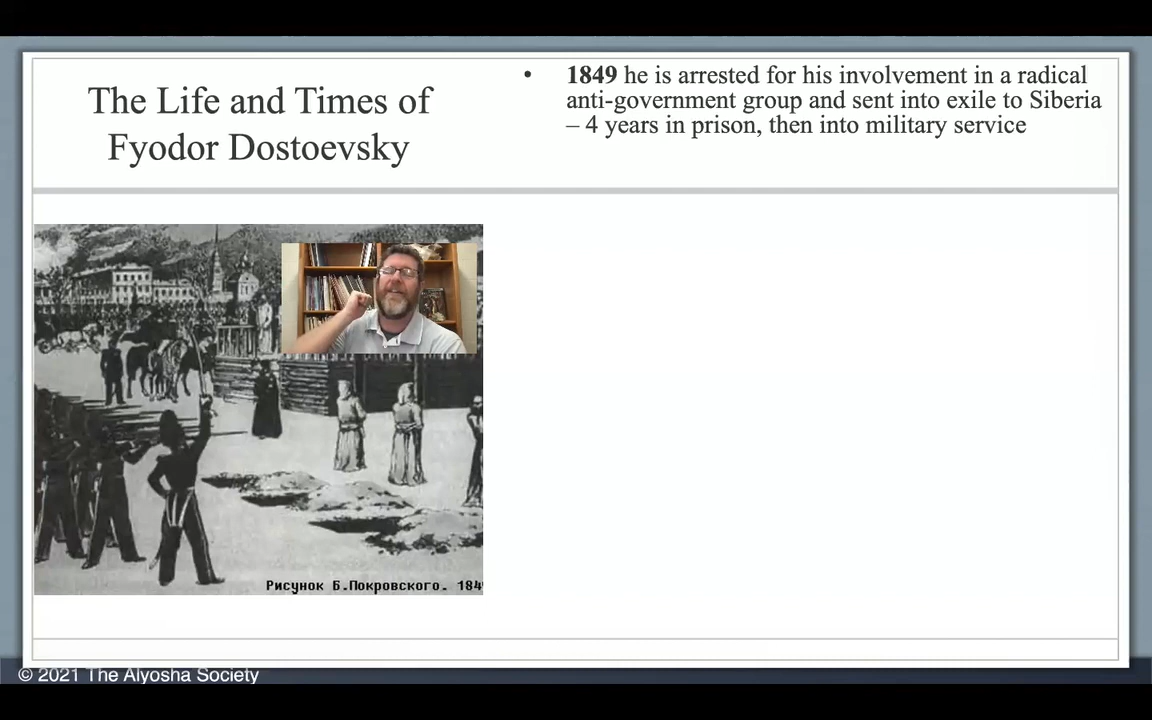 The Life and Times of
Fyodor Dostoevsky
• 1849 he is arrested for his involvement in a radical
anti-government group and sent into exile to Siberia
– 4 years in prison, then into military service
Рисунок Б.Покровского. 184
© 2021 The Alyosha Society